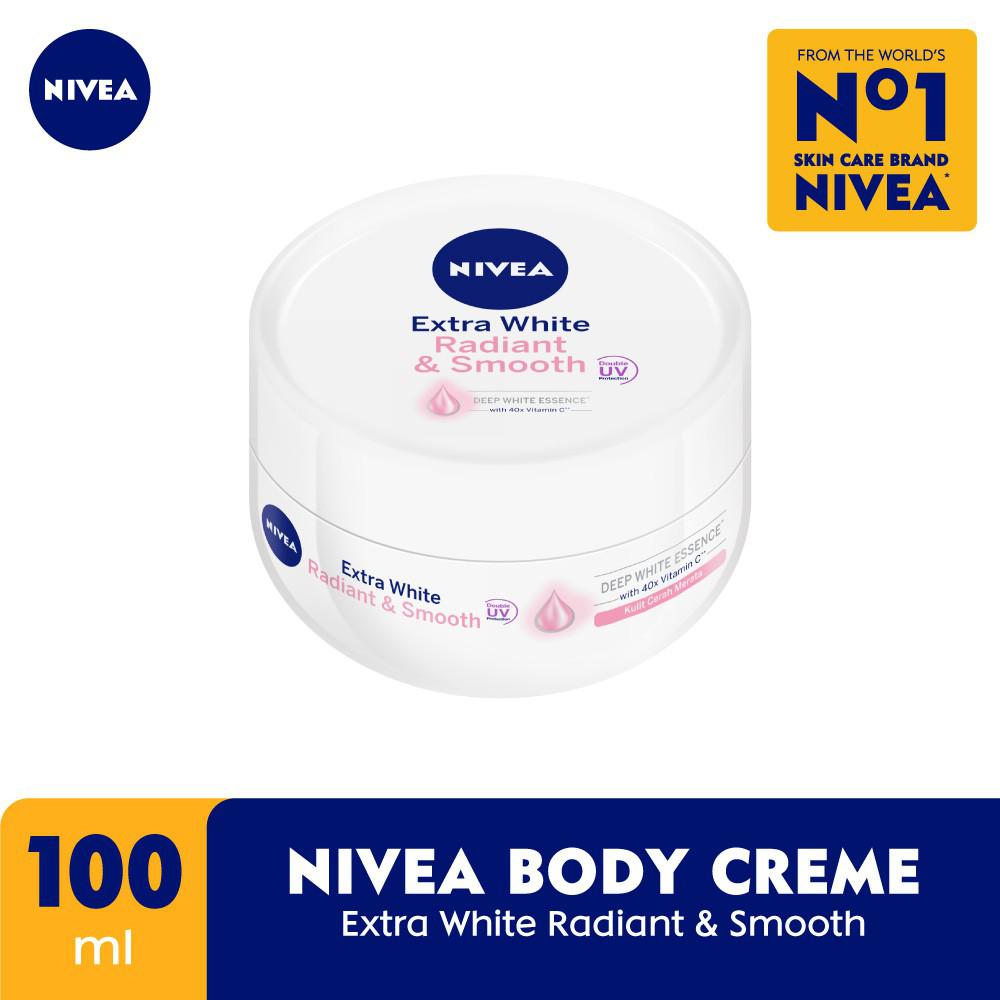 NIVEA
FROM THE WORLD'S
Nº1
SKIN CARE BRAND
NIVEA*
NIVEA
Extra White
Radiant
& Smooth
Double
UV
Protection
DEEP WHITE ESSENCE*
with 40x Vitamin C**
NIVEA
Extra White
Radiant & Smooth
Double
UV
Protection
DEEP WHITE ESSENCE*
with 40x Vitamin C**
Kulit Cerah Merata
100
ml
NIVEA BODY CREME
Extra White Radiant & Smooth